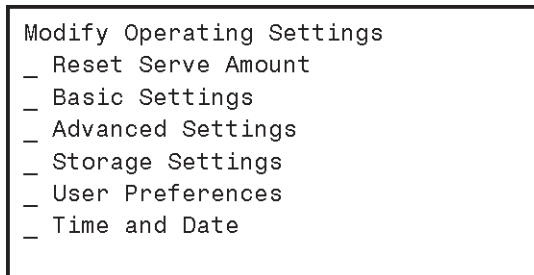 Modify Operating Settings
_ Reset Serve Amount
_ Basic Settings
_ Advanced Settings
_ Storage Settings
_ User Preferences
_ Time and Date